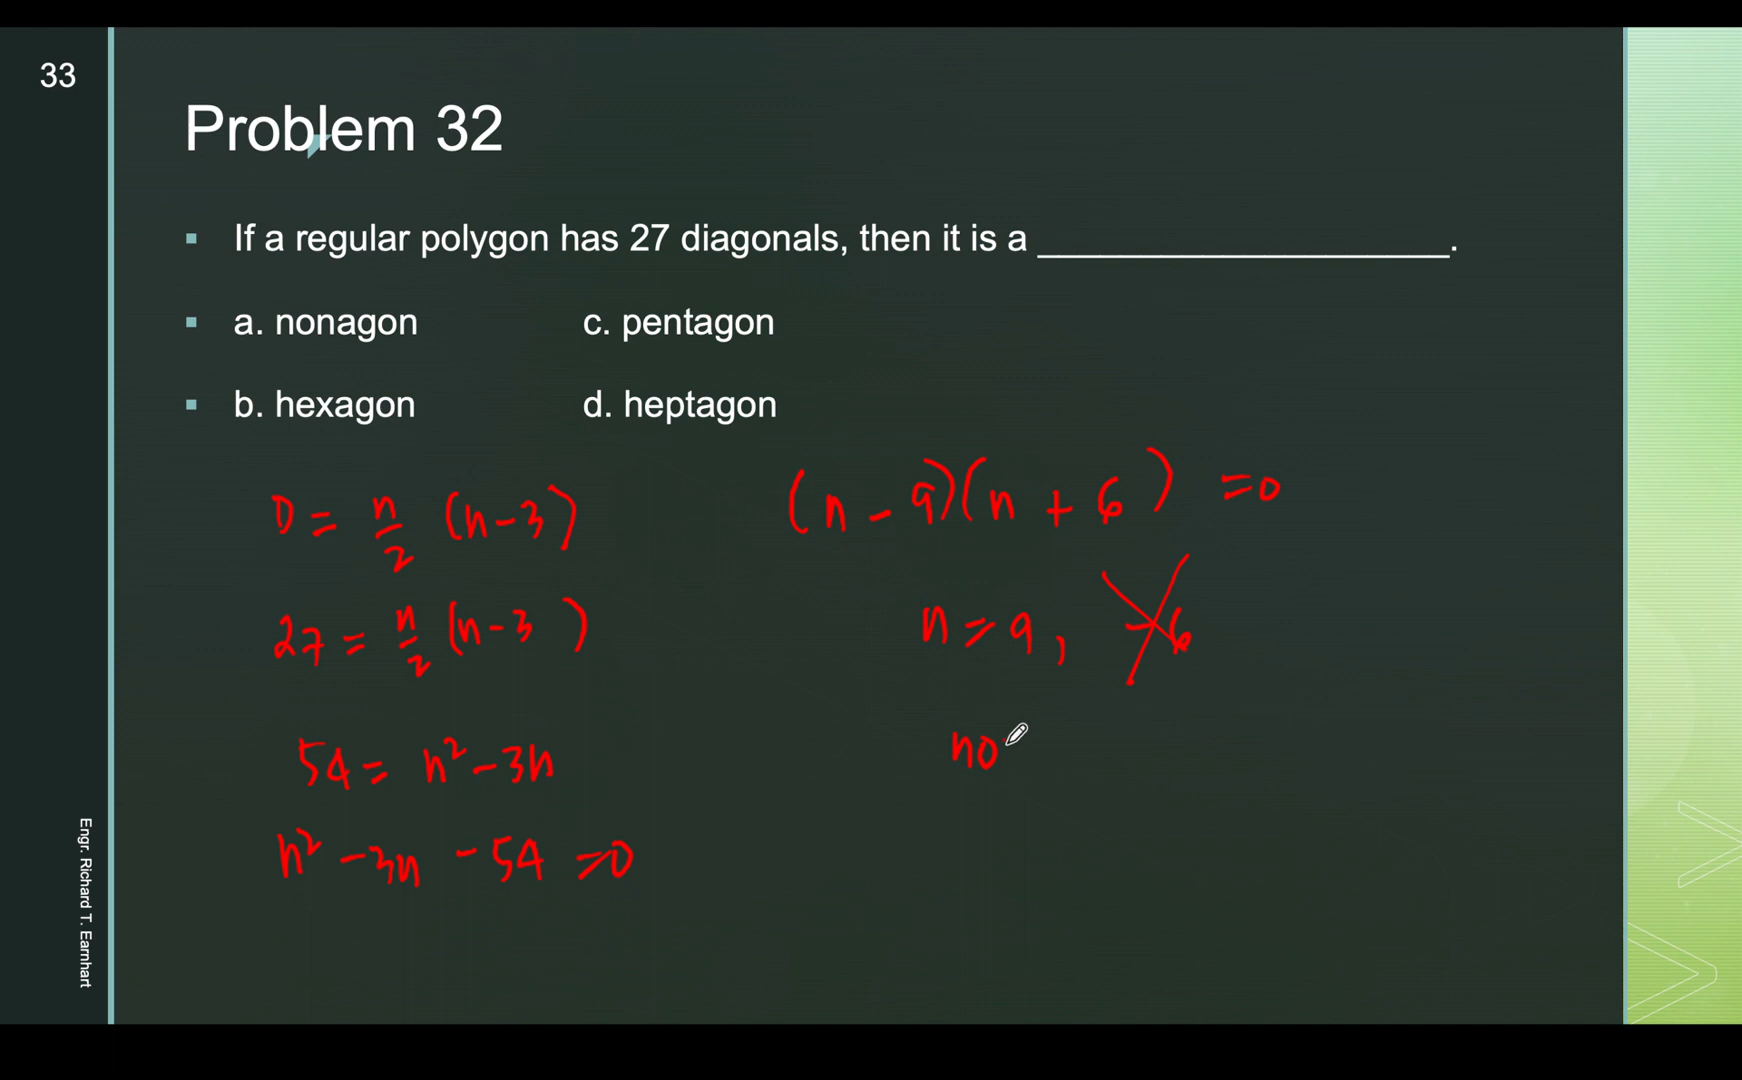 33
Problem 32
If a regular polygon has 27 diagonals, then it is a ____________________.
a. nonagon c. pentagon
b. hexagon d. heptagon
D = n/2 (n-3)
27 = n/2 (n-3)
54 = n² -3n
n² -3n -54 =0
(n - 9)(n + 6) =0
n = 9, -6
no
Engr. Richard T. Earnhart